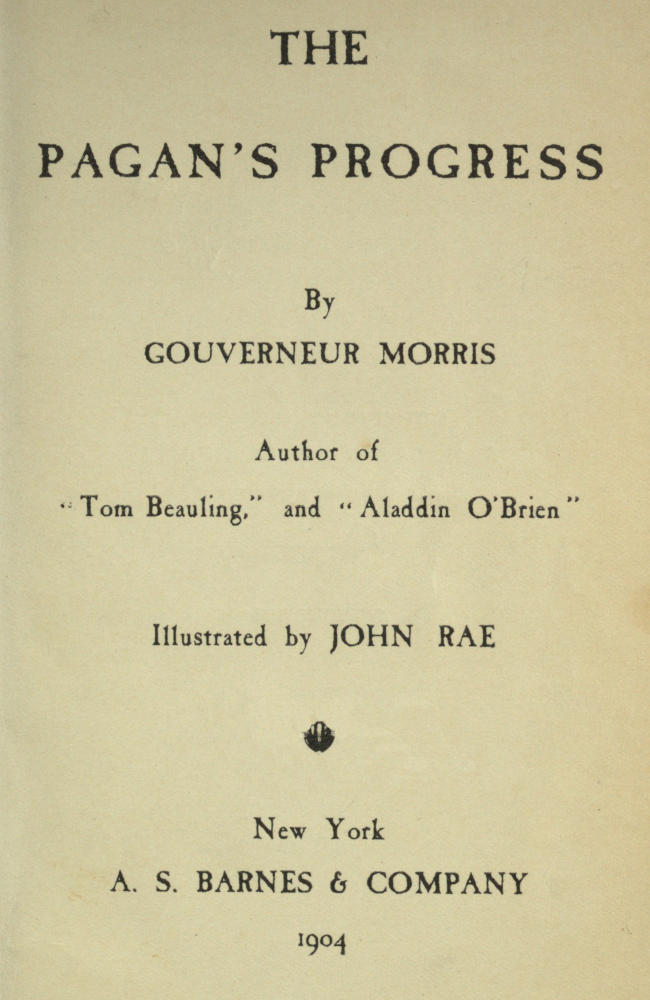 THE
PAGAN'S PROGRESS
By
GOUVERNEUR MORRIS
Author of
“Tom Beauling,” and “Aladdin O'Brien”
Illustrated by JOHN RAE
New York
A. S. BARNES & COMPANY
1904